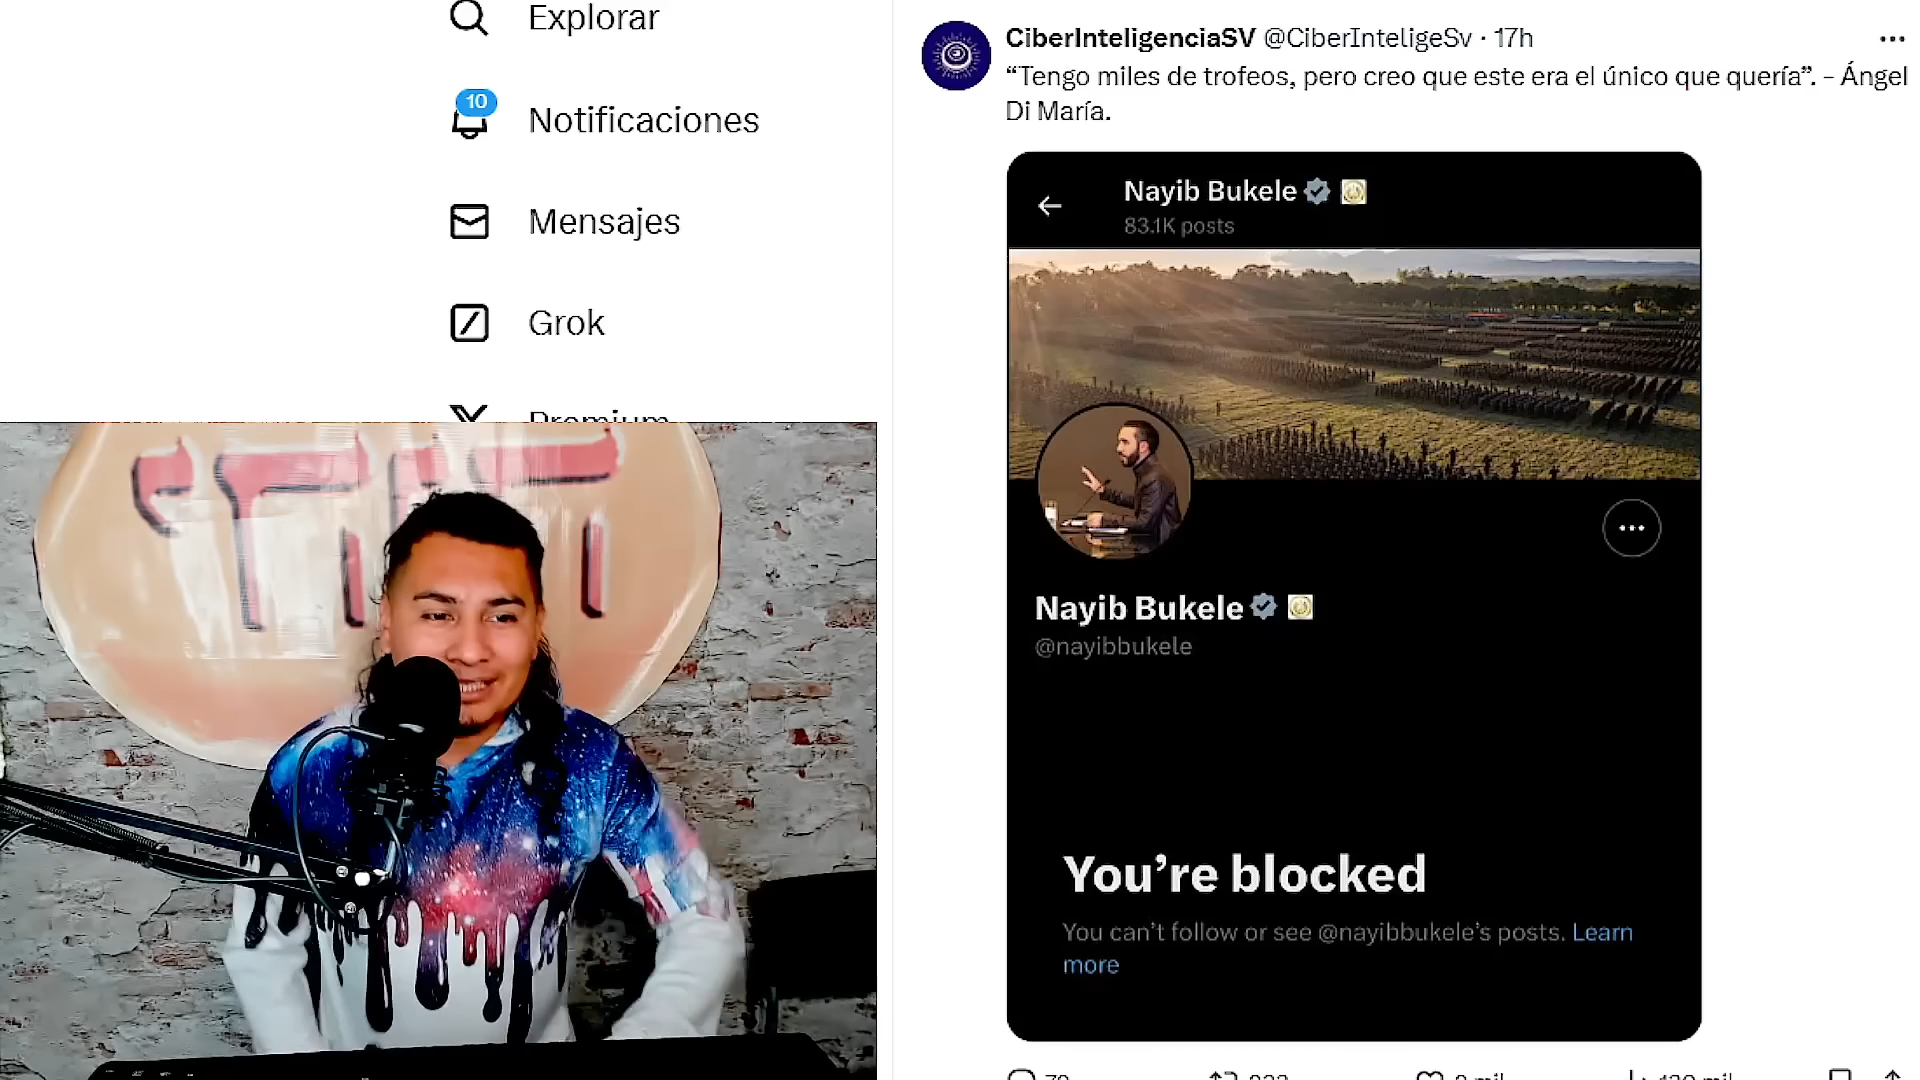 Explorar
10
Notificaciones
Mensajes
Grok
Premium
CiberInteligenciaSV @CiberInteligeSv · 17h
“Tengo miles de trofeos, pero creo que este era el único que quería”. – Ángel
Di María.
Nayib Bukele
83.1K posts
Nayib Bukele
@nayibbukele
You’re blocked
You can’t follow or see @nayibbukele’s posts. Learn
more